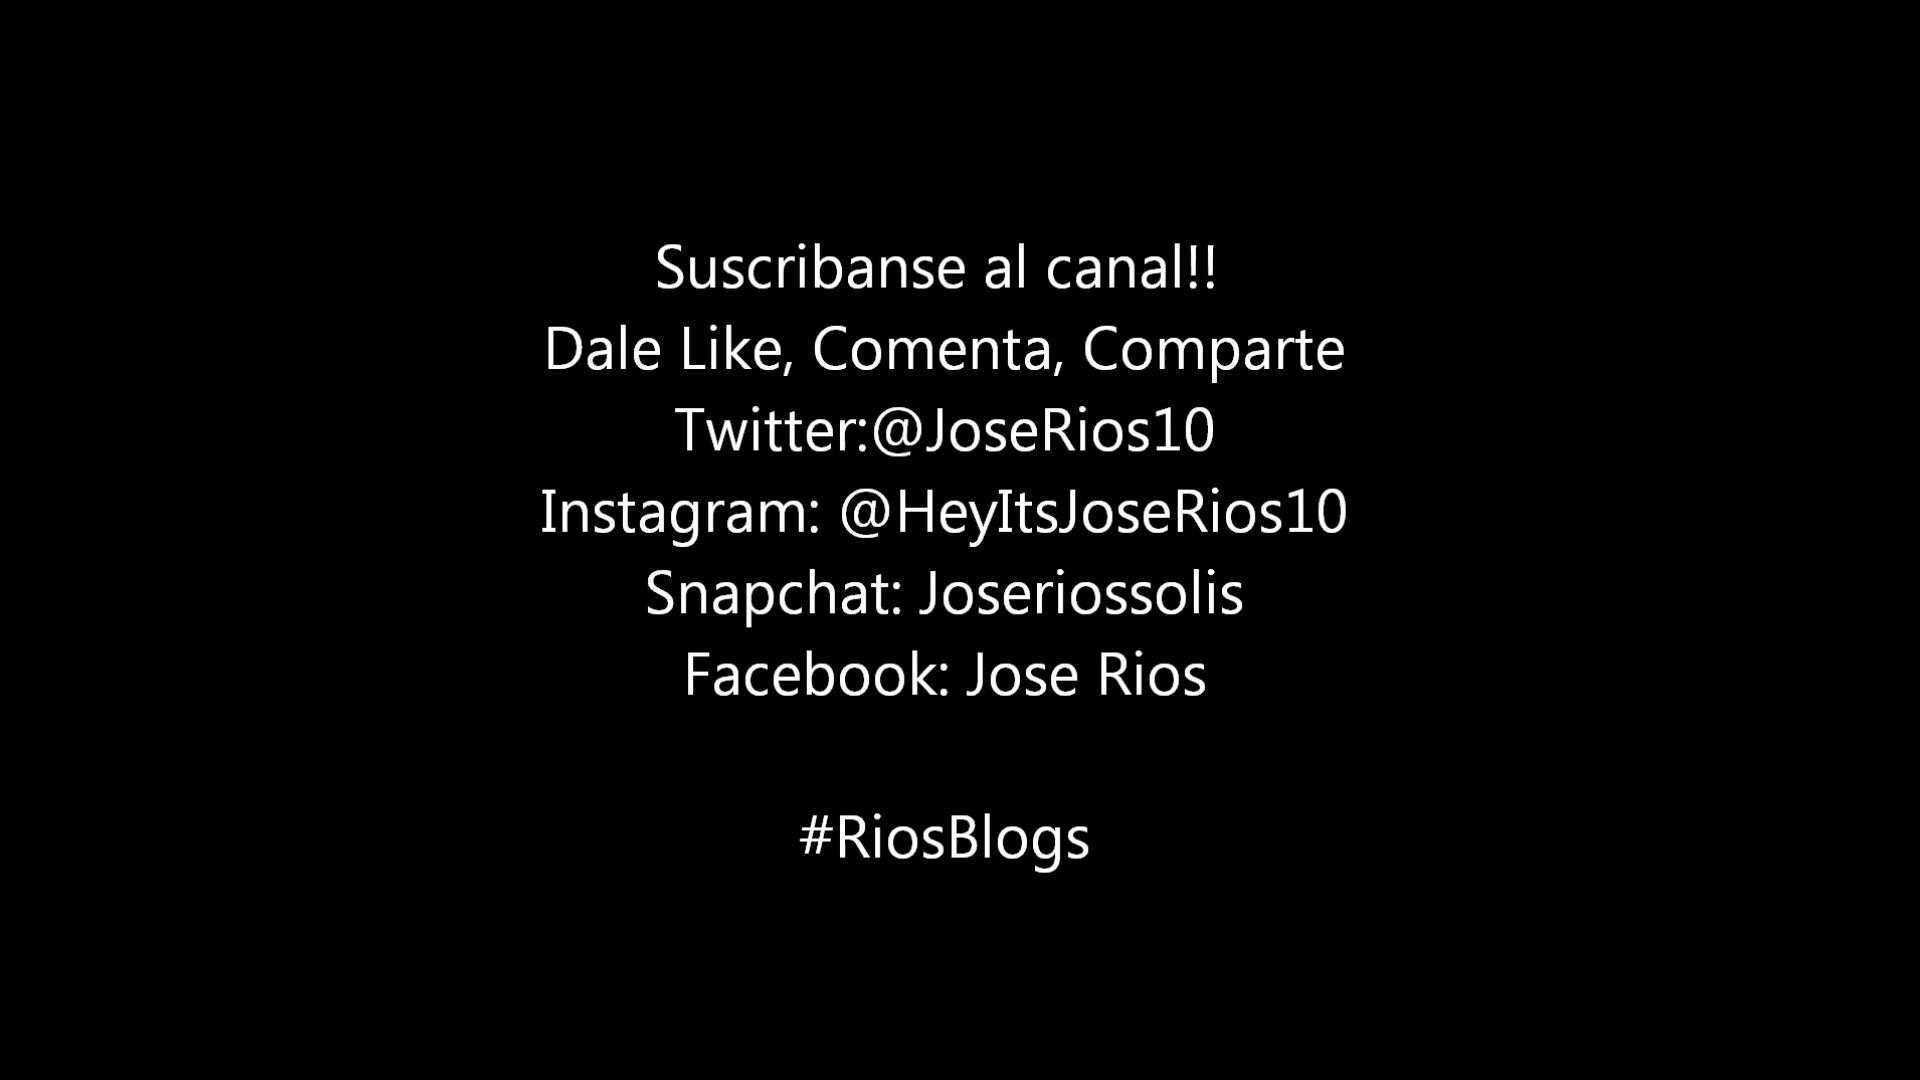 Suscribanse al canal!!
Dale Like, Comenta, Comparte
Twitter:@JoseRios10
Instagram: @HeyItsJoseRios10
Snapchat: Joseriossolis
Facebook: Jose Rios
#RiosBlogs